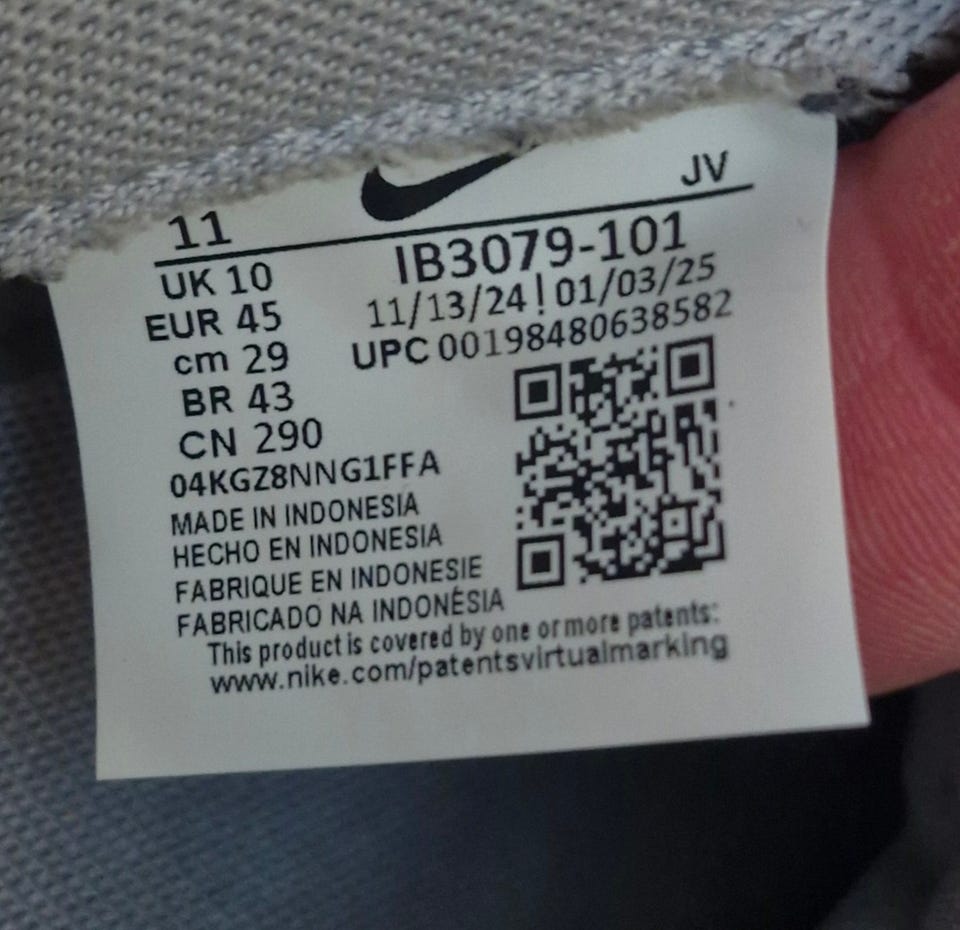 11 JV
UK 10 IB3079-101
EUR 45 11/13/24!01/03/25
cm 29 UPC 00198480638582
BR 43
CN 290
04KGZ8NNG1FFA
MADE IN INDONESIA
HECHO EN INDONESIA
FABRIQUE EN INDONESIE
FABRICADO NA INDONÉSIA
This product is covered by one or more patents:
www.nike.com/patentsvirtualmarking